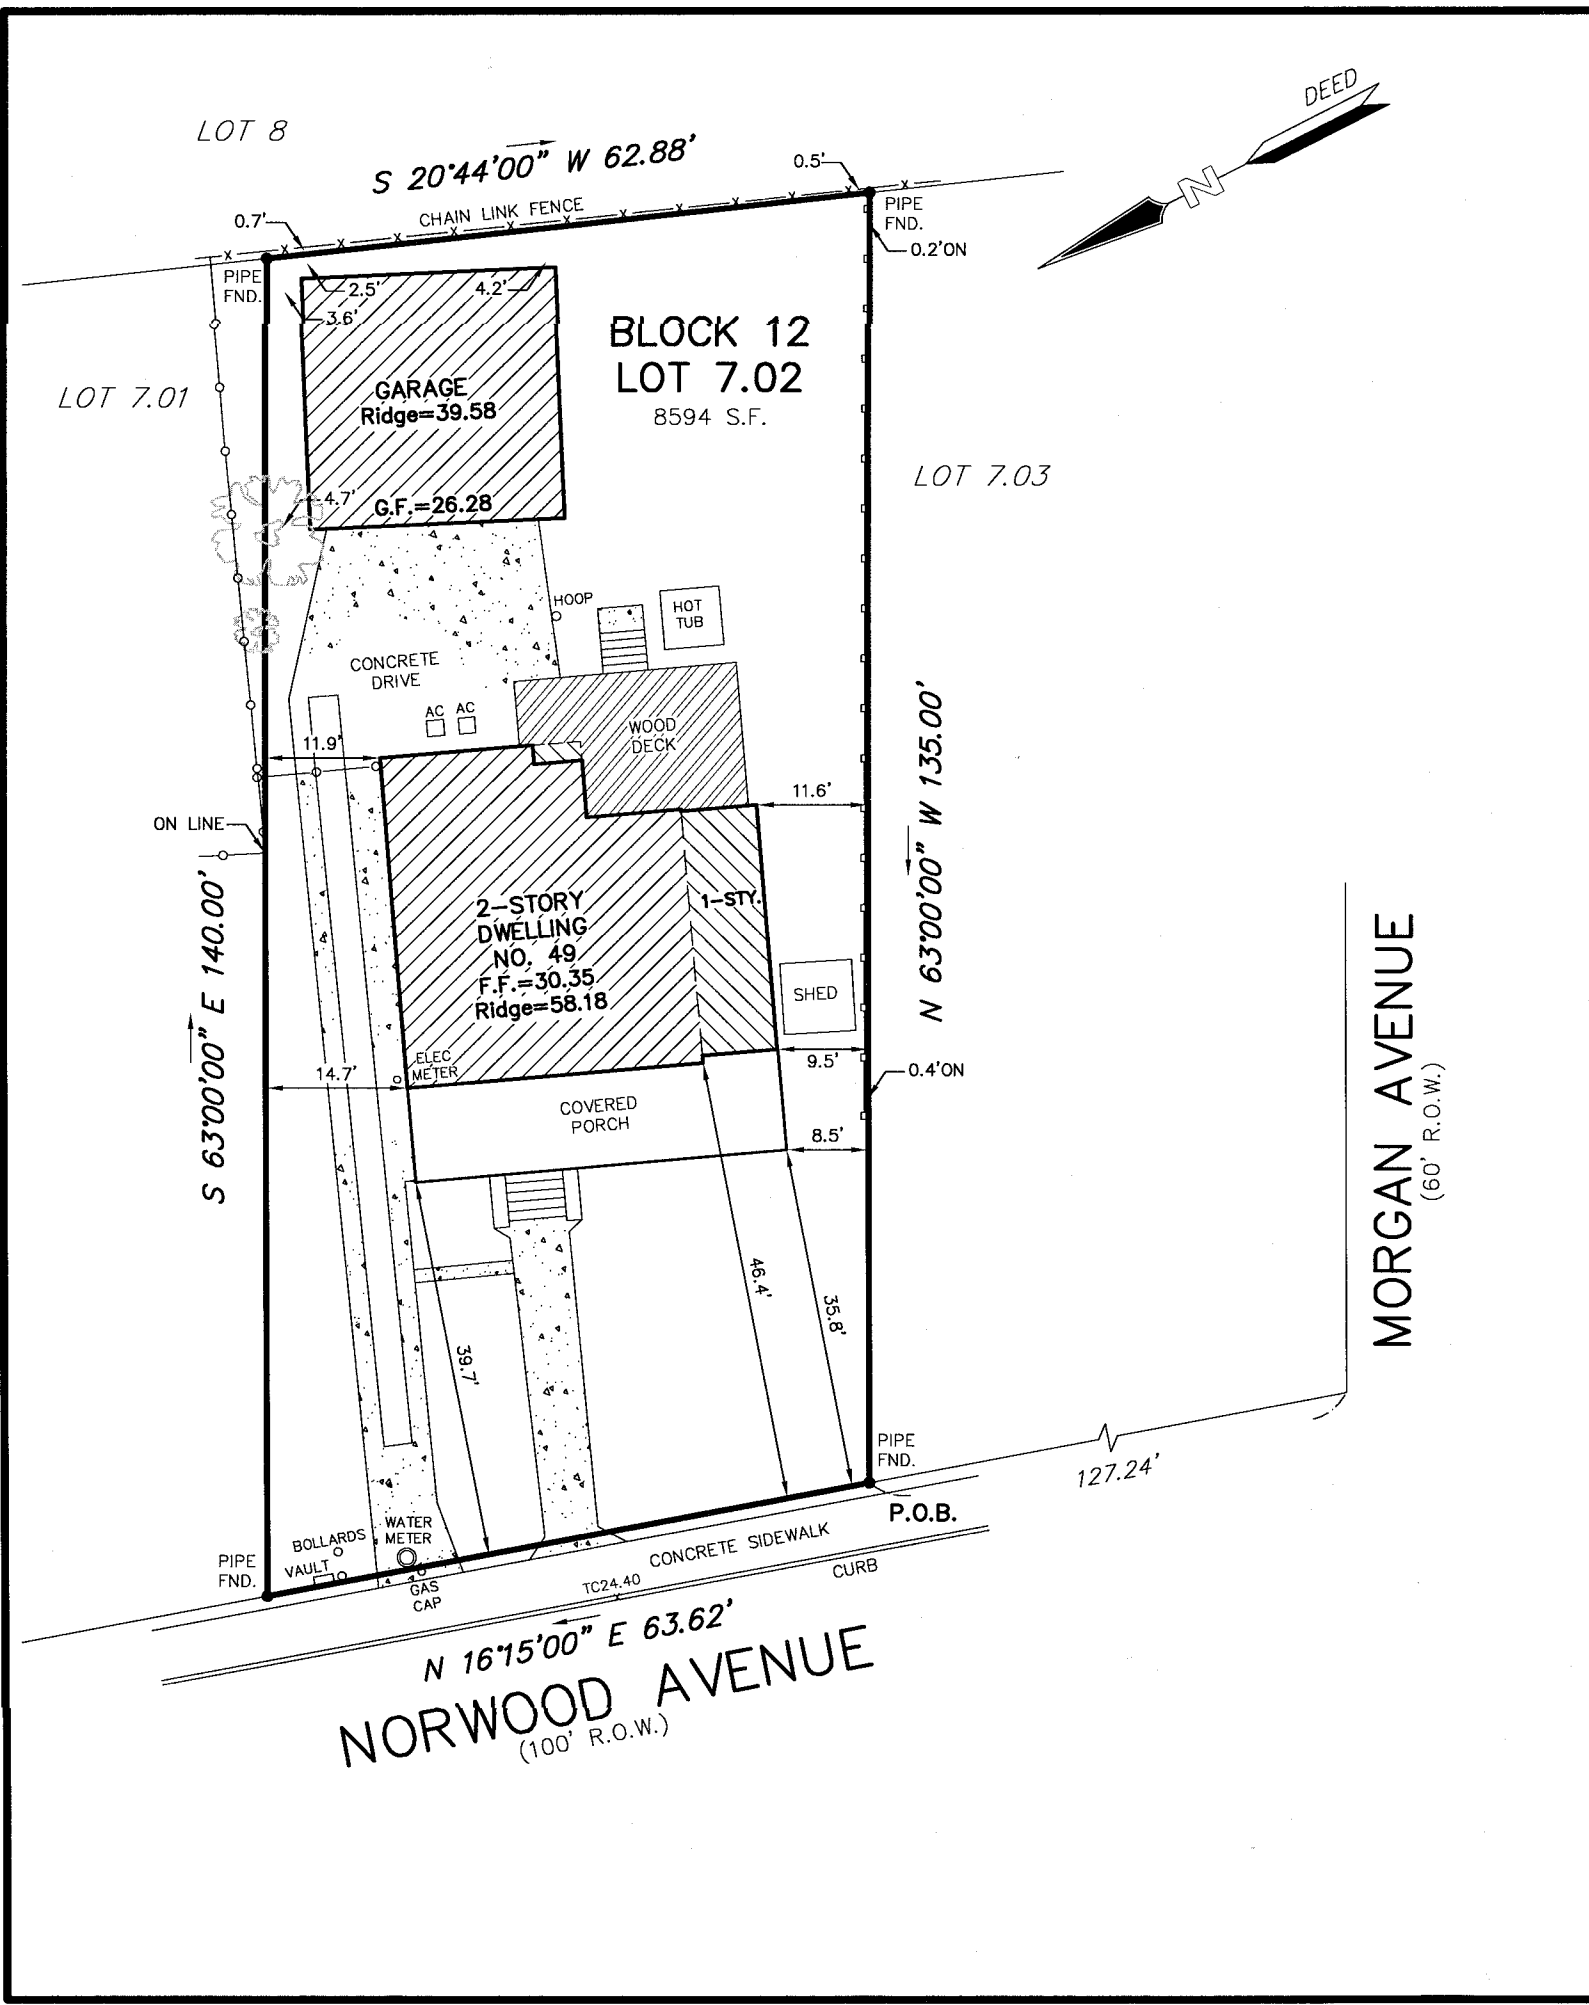 DEED
N
LOT 8
S 20°44'00" W 62.88'
0.5'
0.7'
CHAIN LINK FENCE
PIPE
FND.
0.2'ON
PIPE
FND.
2.5'
4.2'
3.6'
BLOCK 12
LOT 7.02
8594 S.F.
LOT 7.01
GARAGE
Ridge=39.58
LOT 7.03
4.7'
G.F.=26.28
HOOP
HOT
TUB
CONCRETE
DRIVE
AC
AC
WOOD
DECK
11.9'
11.6'
ON LINE
S 63°00'00" E 140.00'
N 63°00'00" W 135.00'
2-STORY
DWELLING
NO. 49
F.F.=30.35
Ridge=58.18
1-STY.
SHED
ELEC
METER
14.7'
9.5'
0.4'ON
COVERED
PORCH
8.5'
MORGAN AVENUE
(60' R.O.W.)
46.4'
35.8'
39.7'
PIPE
FND.
127.24'
P.O.B.
BOLLARDS
WATER
METER
VAULT
PIPE
FND.
GAS
CAP
CONCRETE SIDEWALK
TC24.40
CURB
N 16°15'00" E 63.62'
NORWOOD AVENUE
(100' R.O.W.)